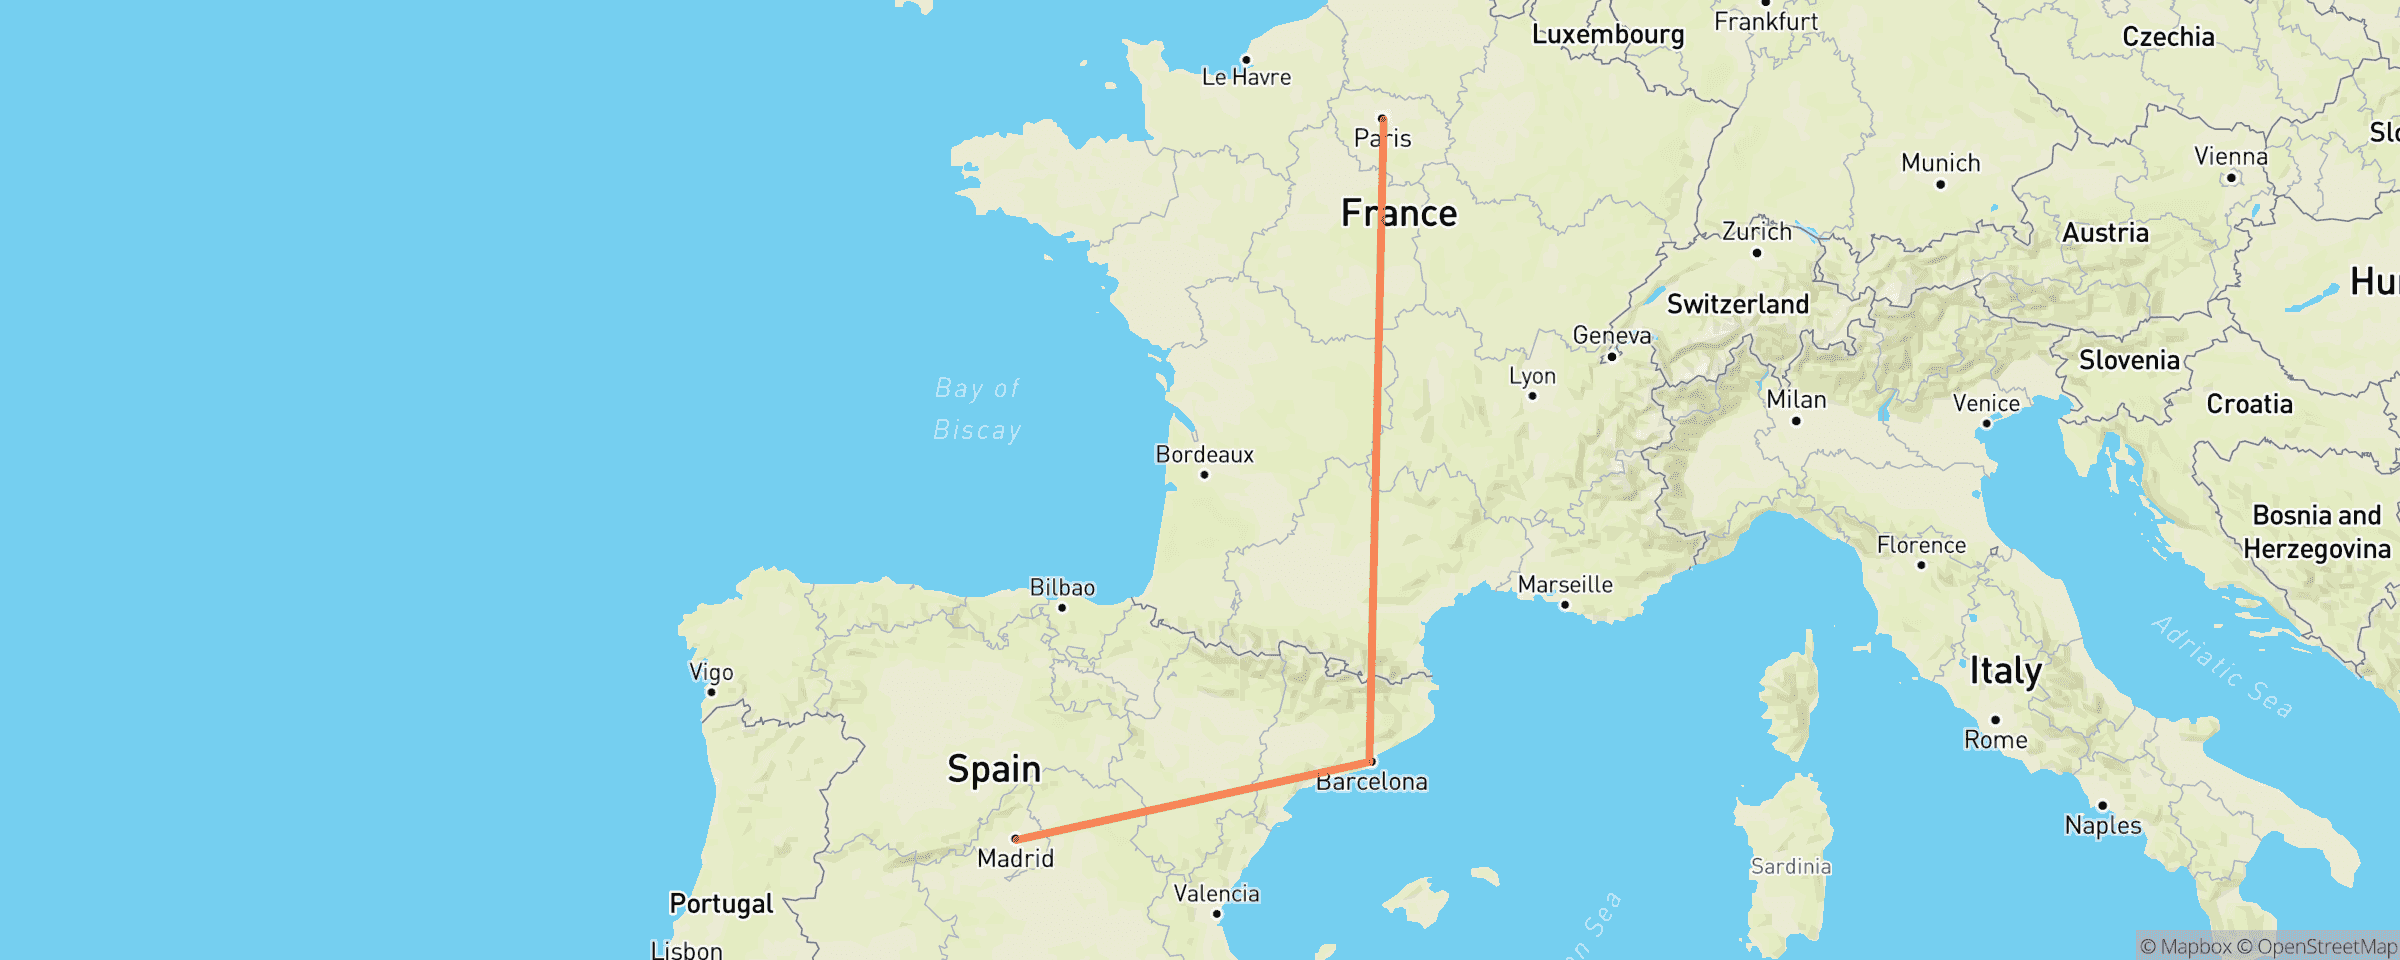 Frankfurt
Luxembourg
Czechia
Le Havre
Paris
Munich
Vienna
France
Zurich
Austria
Switzerland
Geneva
Slovenia
Lyon
Milan
Venice
Croatia
Bay of
Biscay
Bordeaux
Bosnia and
Herzegovina
Florence
Marseille
Bilbao
Adriatic Sea
Vigo
Italy
Rome
Spain
Barcelona
Naples
Madrid
Sardinia
Valencia
Portugal
Sea
Lisbon
© Mapbox © OpenStreetMap